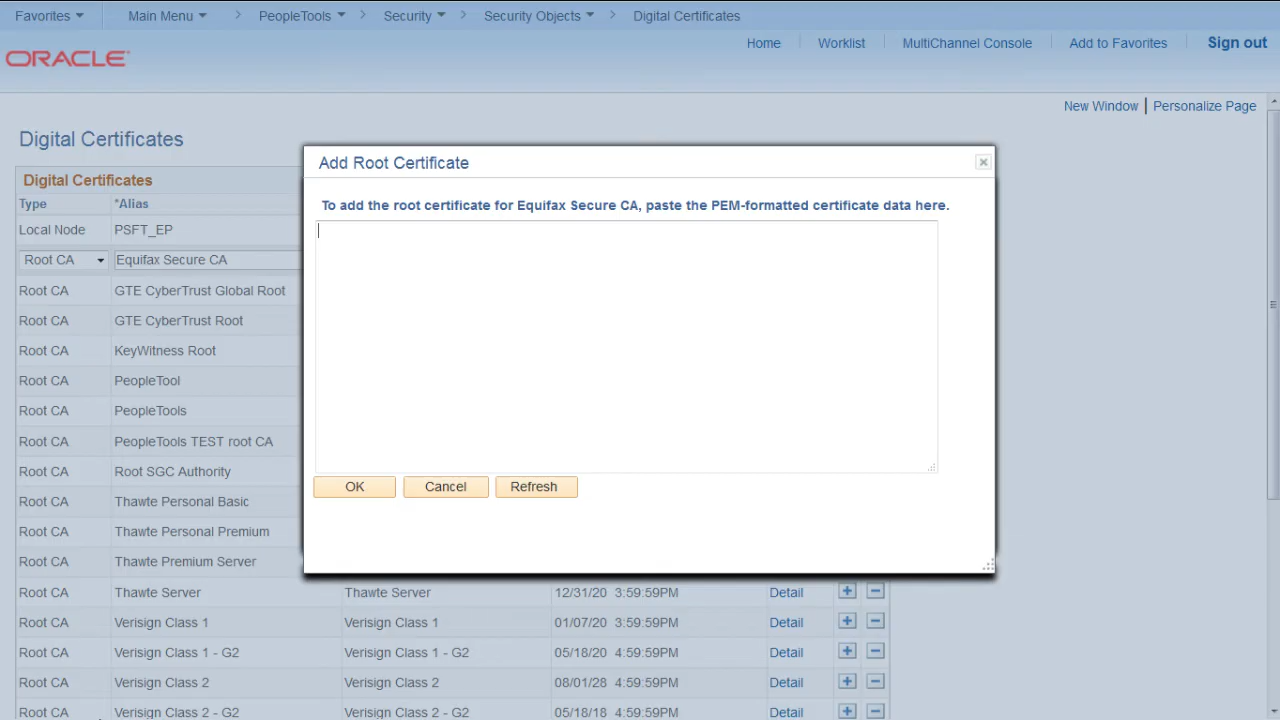 Favorites Main Menu PeopleTools Security Security Objects Digital Certificates
Home Worklist MultiChannel Console Add to Favorites Sign out
ORACLE
New Window | Personalize Page
Digital Certificates
Digital Certificates
Type *Alias
Local Node PSFT_EP
Root CA Equifax Secure CA
Root CA GTE CyberTrust Global Root
Root CA GTE CyberTrust Root
Root CA KeyWitness Root
Root CA PeopleTool
Root CA PeopleTools
Root CA PeopleTools TEST root CA
Root CA Root SGC Authority
Root CA Thawte Personal Basic
Root CA Thawte Personal Premium
Root CA Thawte Premium Server
Root CA Thawte Server Thawte Server 12/31/20 3:59:59PM Detail
Root CA Verisign Class 1 Verisign Class 1 01/07/20 3:59:59PM Detail
Root CA Verisign Class 1 - G2 Verisign Class 1 - G2 05/18/20 4:59:59PM Detail
Root CA Verisign Class 2 Verisign Class 2 08/01/28 4:59:59PM Detail
Root CA Verisign Class 2 - G2 Verisign Class 2 - G2 05/18/18 4:59:59PM Detail
Add Root Certificate
To add the root certificate for Equifax Secure CA, paste the PEM-formatted certificate data here.
OK Cancel Refresh